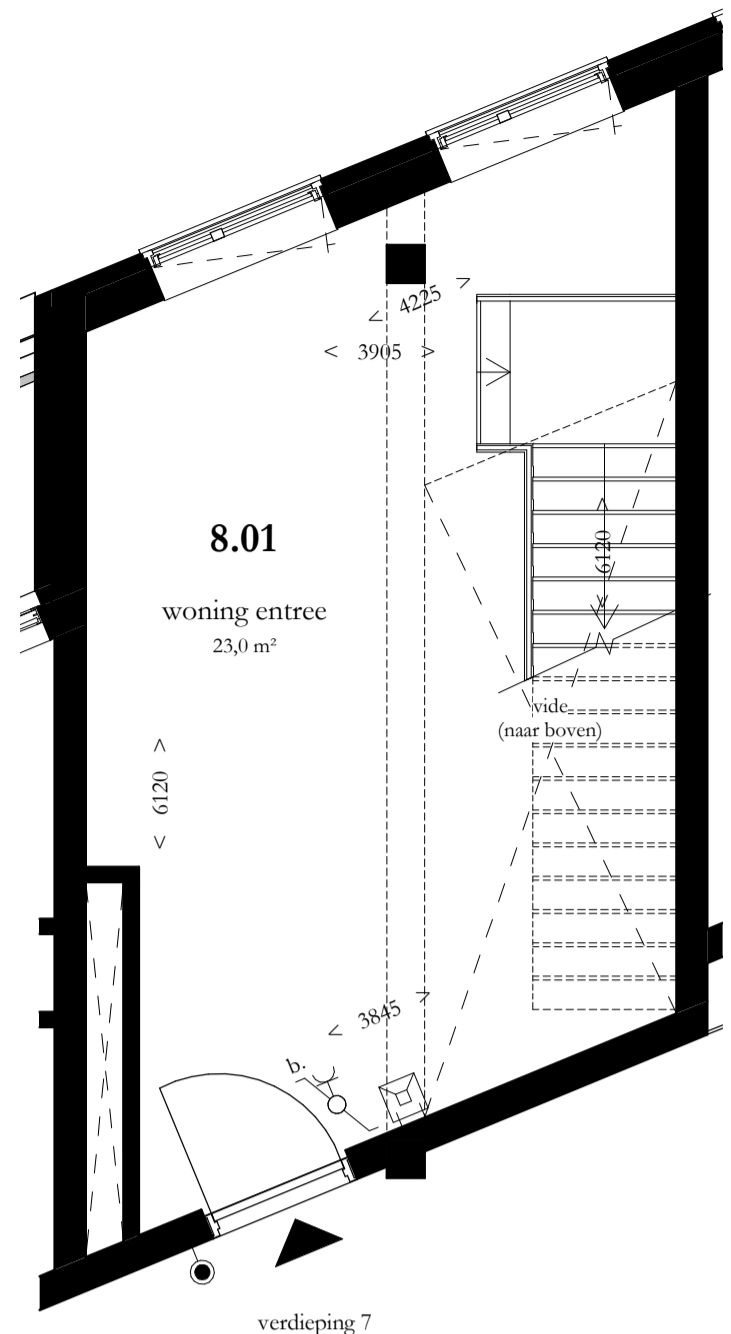 < 4225 >
< 3905 >
8.01
< 6120 >
woning entree
23,0 m²
vide
(naar boven)
< 6120 >
< 3845 >
b.
verdieping 7